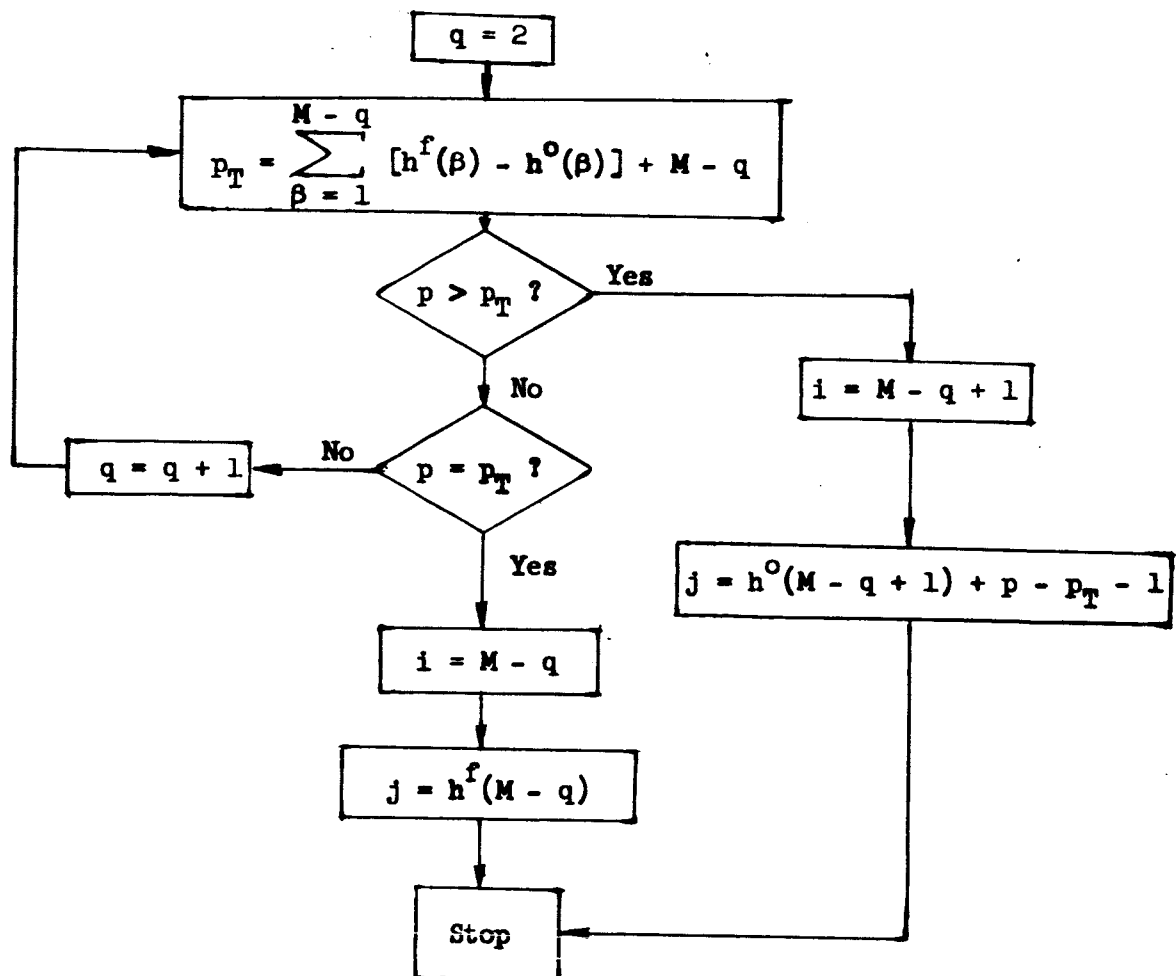 q = 2
M - q
p_T = ∑ [h^f(β) - h^o(β)] + M - q
β = 1
p > p_T ?
Yes
No
i = M - q + 1
p = p_T ?
No
q = q + 1
Yes
j = h^o(M - q + 1) + p - p_T - 1
i = M - q
j = h^f(M - q)
Stop